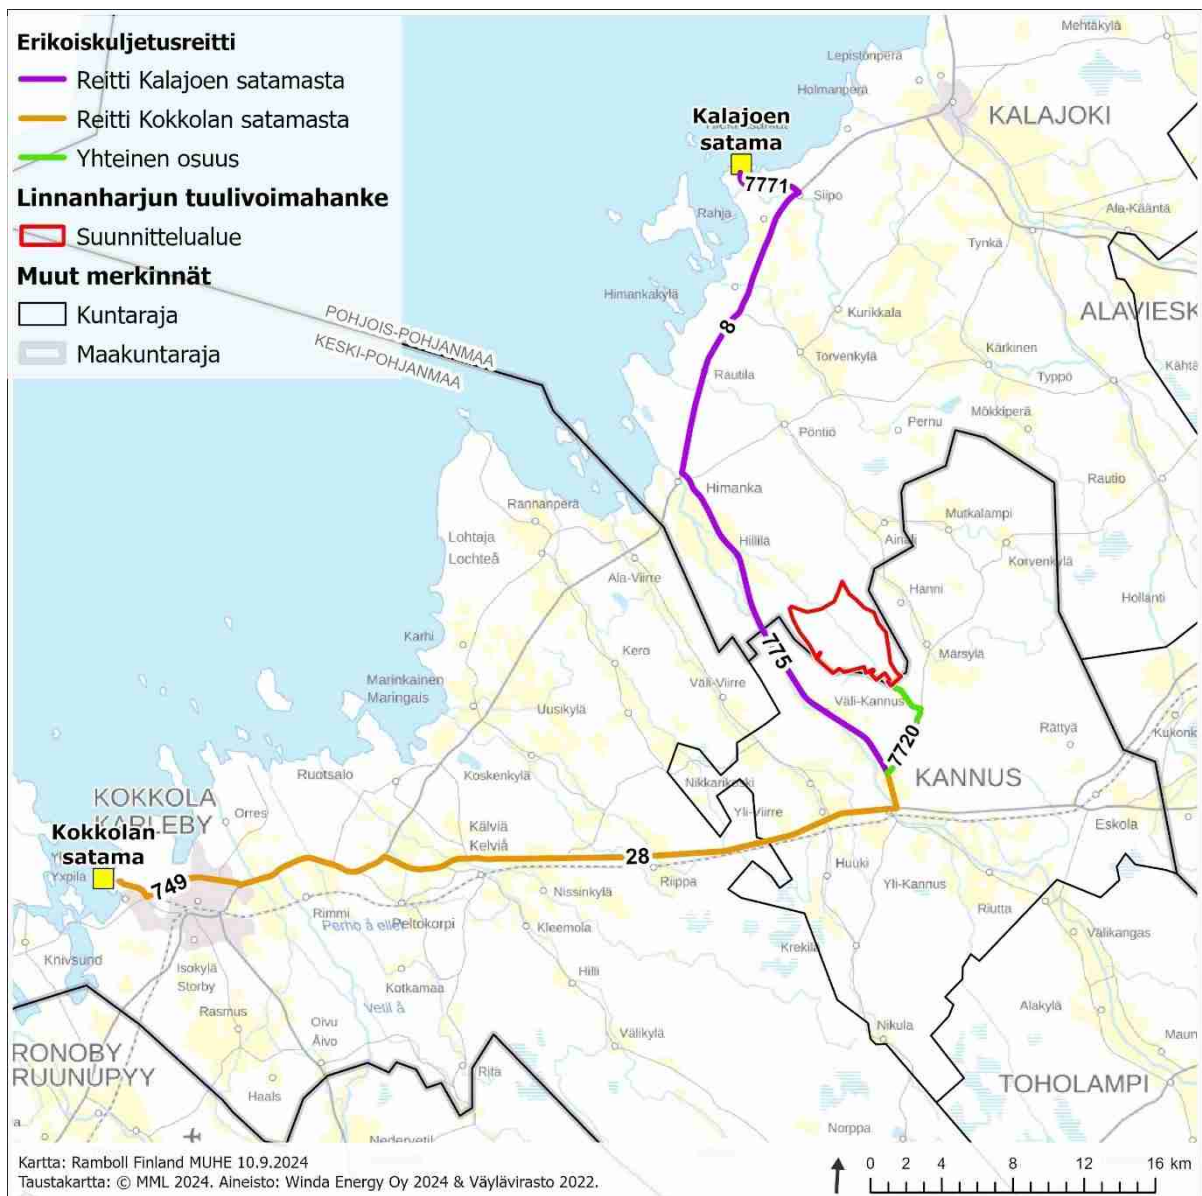 Erikoiskuljetusreitti
Reitti Kalajoen satamasta
Reitti Kokkolan satamasta
Yhteinen osuus
Linnanharjun tuulivoimahanke
Suunnittelualue
Muut merkinnät
Kuntaraja
Maakuntaraja
POHJOIS-POHJANMAA
KESKI-POHJANMAA
Mehtäkylä
Lepistönperä
Holmanperä
KALAJOKI
Kalajoen
satama
7771
Siipo
Rahja
Ala-Kääntä
Tynkä
Himankakylä
8
Kurikkala
ALAVIESK
Torvenkylä
Kärkinen
Kähtä
Rautila
Typpö
Mökkiperä
Pernu
Pöntiö
Himanka
Rautio
Rannanperä
Mutkalampi
Lohtaja
Lochteå
Hillilä
Ainali
Korvenkylä
Ala-Viirre
Hanni
Hollanti
Karhi
Kero
775
Märsylä
Marinkainen
Maringais
Väli-Viirre
Väli-Kannus
Uusikylä
Rättyä
Kukonk
7720
Ruotsalo
Koskenkylä
Nikkarikoski
KANNUS
KOKKOLA
KARLEBY
Orres
Yli-Viirre
Eskola
Kokkolan
satama
Kälviä
Kelviå
28
Yxpila
749
Riippa
Huuki
Yli-Kannus
Nissinkylä
Rimmi
Perho å
Peltokorpi
Kleemola
Riutta
Välikangas
Krekilä
Knivsund
Isokylä
Storby
Kotkamaa
Hilli
Rasmus
Vetil å
Alakylä
Oivu
Åivo
Välikylä
Nikula
Maun
RONOBY
RUUNUPYY
Ritä
TOHOLAMPI
Haals
Norppa
Nedervetil
Kartta: Ramboll Finland MUHE 10.9.2024
Taustakartta: © MML 2024. Aineisto: Winda Energy Oy 2024 & Väylävirasto 2022.
0 2 4 8 12 16 km